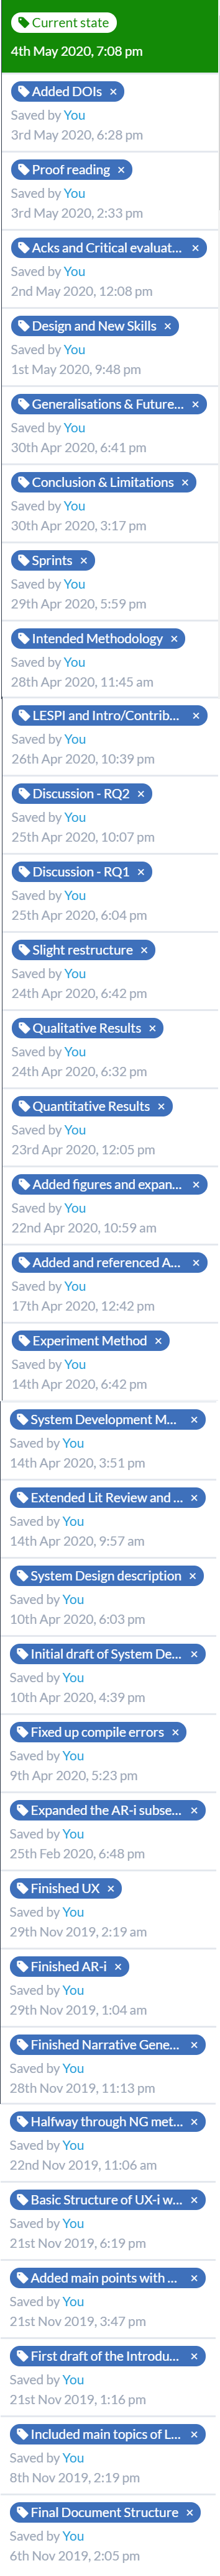 Current state
4th May 2020, 7:08 pm
Added DOIs ×
Saved by You
3rd May 2020, 6:28 pm
Proof reading ×
Saved by You
3rd May 2020, 2:33 pm
Acks and Critical evaluat... ×
Saved by You
2nd May 2020, 12:08 pm
Design and New Skills ×
Saved by You
1st May 2020, 9:48 pm
Generalisations & Future... ×
Saved by You
30th Apr 2020, 6:41 pm
Conclusion & Limitations ×
Saved by You
30th Apr 2020, 3:17 pm
Sprints ×
Saved by You
29th Apr 2020, 5:59 pm
Intended Methodology ×
Saved by You
28th Apr 2020, 11:45 am
LESPI and Intro/Contrib... ×
Saved by You
26th Apr 2020, 10:39 pm
Discussion - RQ2 ×
Saved by You
25th Apr 2020, 10:07 pm
Discussion - RQ1 ×
Saved by You
25th Apr 2020, 6:04 pm
Slight restructure ×
Saved by You
24th Apr 2020, 6:42 pm
Qualitative Results ×
Saved by You
24th Apr 2020, 6:32 pm
Quantitative Results ×
Saved by You
23rd Apr 2020, 12:05 pm
Added figures and expan... ×
Saved by You
22nd Apr 2020, 10:59 am
Added and referenced A... ×
Saved by You
17th Apr 2020, 12:42 pm
Experiment Method ×
Saved by You
14th Apr 2020, 6:42 pm
System Development M... ×
Saved by You
14th Apr 2020, 3:51 pm
Extended Lit Review and ... ×
Saved by You
14th Apr 2020, 9:57 am
System Design description ×
Saved by You
10th Apr 2020, 6:03 pm
Initial draft of System De... ×
Saved by You
10th Apr 2020, 4:39 pm
Fixed up compile errors ×
Saved by You
9th Apr 2020, 5:23 pm
Expanded the AR-i subse... ×
Saved by You
25th Feb 2020, 6:48 pm
Finished UX ×
Saved by You
29th Nov 2019, 2:19 am
Finished AR-i ×
Saved by You
29th Nov 2019, 1:04 am
Finished Narrative Gene... ×
Saved by You
28th Nov 2019, 11:13 pm
Halfway through NG met... ×
Saved by You
22nd Nov 2019, 11:06 am
Basic Structure of UX-i w... ×
Saved by You
21st Nov 2019, 6:19 pm
Added main points with ... ×
Saved by You
21st Nov 2019, 3:47 pm
First draft of the Introdu... ×
Saved by You
21st Nov 2019, 1:16 pm
Included main topics of L... ×
Saved by You
8th Nov 2019, 2:19 pm
Final Document Structure ×
Saved by You
6th Nov 2019, 2:05 pm